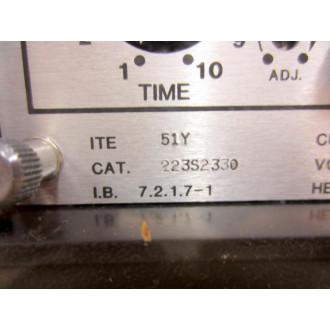 1 10
TIME
ADJ.
ITE 51Y
CAT. 223S2330
I.B. 7.2.1.7-1